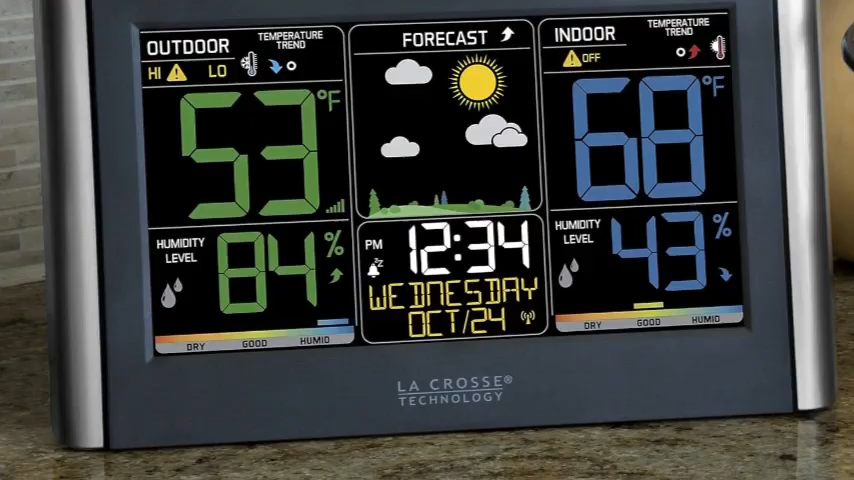 OUTDOOR
TEMPERATURE
TREND
HI LO
53 °F
HUMIDITY
LEVEL
84 %
DRY GOOD HUMID
FORECAST
PM 12:34
WEDNESDAY
OCT/24
INDOOR
TEMPERATURE
TREND
OFF
68 °F
HUMIDITY
LEVEL
43 %
DRY GOOD HUMID
LA CROSSE®
TECHNOLOGY